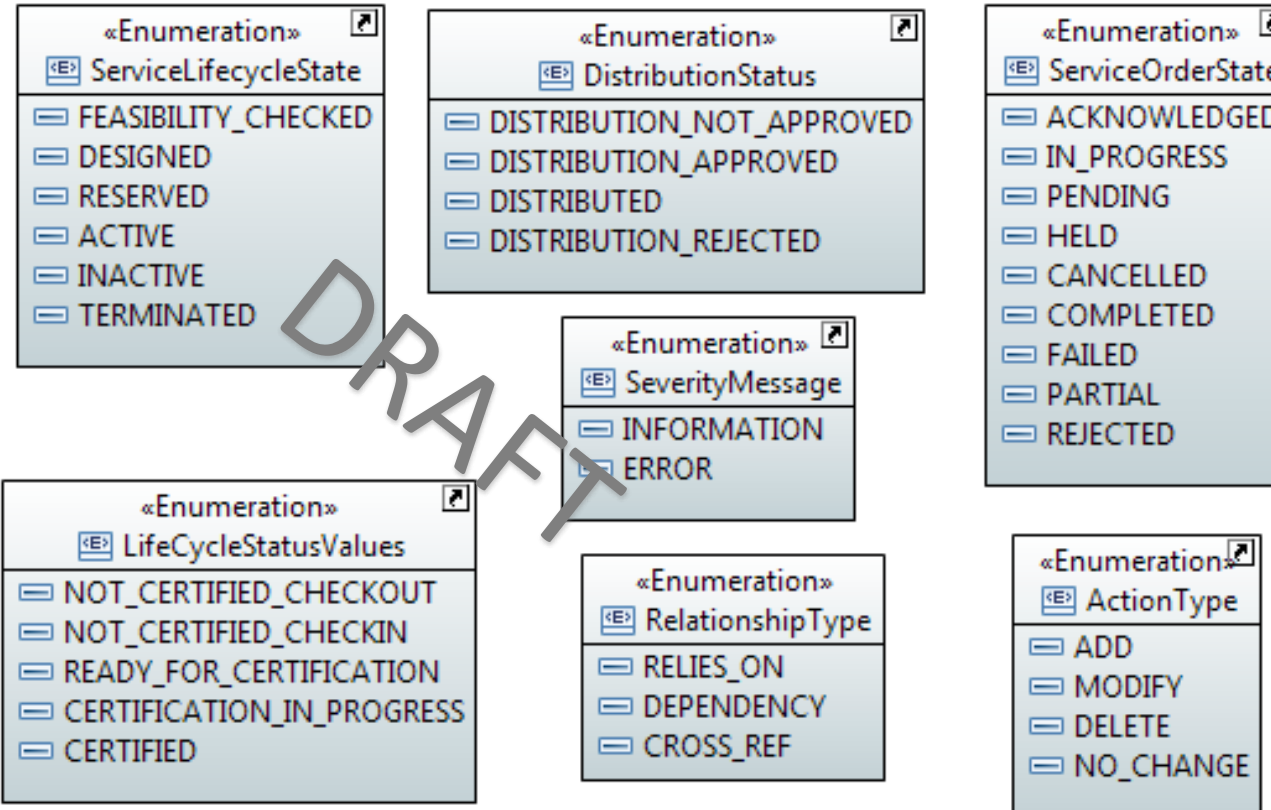 «Enumeration»
ServiceLifecycleState
FEASIBILITY_CHECKED
DESIGNED
RESERVED
ACTIVE
INACTIVE
TERMINATED
«Enumeration»
DistributionStatus
DISTRIBUTION_NOT_APPROVED
DISTRIBUTION_APPROVED
DISTRIBUTED
DISTRIBUTION_REJECTED
«Enumeration»
ServiceOrderState
ACKNOWLEDGED
IN_PROGRESS
PENDING
HELD
CANCELLED
COMPLETED
FAILED
PARTIAL
REJECTED
«Enumeration»
SeverityMessage
INFORMATION
ERROR
DRAFT
«Enumeration»
LifeCycleStatusValues
NOT_CERTIFIED_CHECKOUT
NOT_CERTIFIED_CHECKIN
READY_FOR_CERTIFICATION
CERTIFICATION_IN_PROGRESS
CERTIFIED
«Enumeration»
RelationshipType
RELIES_ON
DEPENDENCY
CROSS_REF
«Enumeration»
ActionType
ADD
MODIFY
DELETE
NO_CHANGE